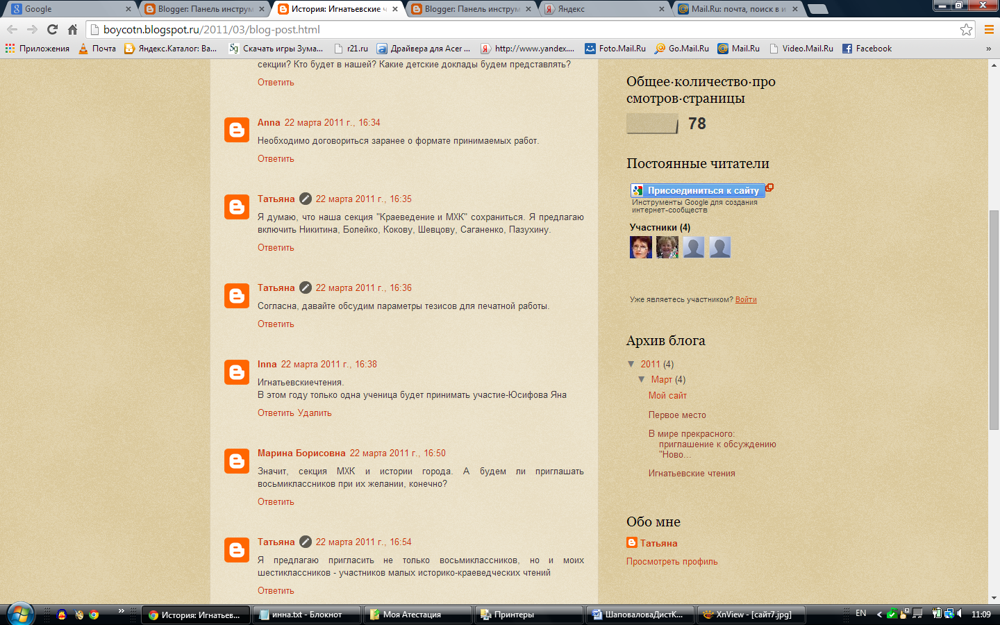 Google
Blogger: Панель инструм
История: Игнатьевские ч
Blogger: Панель инструм
Яндекс
Mail.Ru: почта, поиск в и
boycotn.blogspot.ru/2011/03/blog-post.html
Приложения
Почта
Яндекс.Каталог: Ва...
Скачать игры Зума...
r21.ru
Драйвера для Acer ...
http://www.yandex....
Foto.Mail.Ru
Go.Mail.Ru
Mail.Ru
Video.Mail.Ru
Facebook
»
секции? Кто будет в нашей? Какие детские доклады будем представлять?
Ответить
Anna 22 марта 2011 г., 16:34
Необходимо договориться заранее о формате принимаемых работ.
Ответить
Татьяна 22 марта 2011 г., 16:35
Я думаю, что наша секция "Краеведение и МХК" сохраниться. Я предлагаю
включить Никитина, Болейко, Кокову, Шевцову, Саганенко, Пазухину.
Ответить
Татьяна 22 марта 2011 г., 16:36
Согласна, давайте обсудим параметры тезисов для печатной работы.
Ответить
Inna 22 марта 2011 г., 16:38
Игнатьевскиечтения.
В этом году только одна ученица будет принимать участие-Юсифова Яна
Ответить Удалить
Марина Борисовна 22 марта 2011 г., 16:50
Значит, секция МХК и истории города. А будем ли приглашать
восьмиклассников при их желании, конечно?
Ответить
Татьяна 22 марта 2011 г., 16:54
Я предлагаю пригласить не только восьмиклассников, но и моих
шестиклассников - участников малых историко-краеведческих чтений
Ответить
Общее·количество·про
смотров·страницы
78
Постоянные читатели
Присоединиться к сайту
Инструменты Google для создания
интернет-сообществ
Участники (4)
Уже являетесь участником? Войти
Архив блога
▼ 2011 (4)
▼ Март (4)
Мой сайт
Первое место
В мире прекрасного:
приглашение к обсуждению
"Ново...
Игнатьевские чтения
Обо мне
Татьяна
Просмотреть профиль
»
История: Игнатьев...
инна.txt - Блокнот
Моя Атестация
Принтеры
ШаповаловаДистК...
XnView - [сайт7.jpg]
EN
11:09